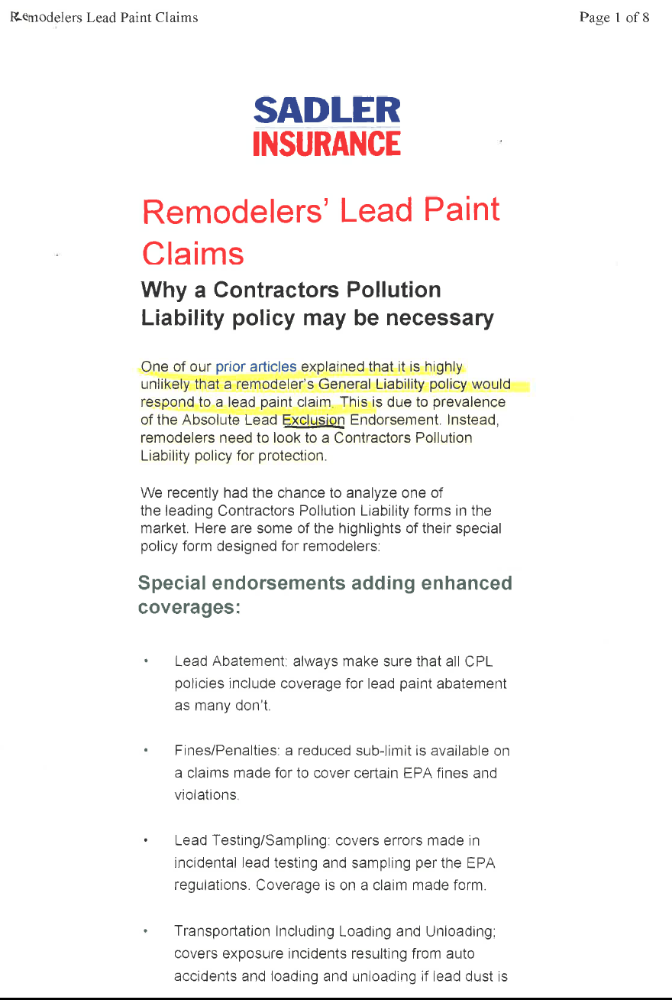 Remodelers Lead Paint Claims
Page 1 of 8
SADLER
INSURANCE
Remodelers' Lead Paint
Claims
Why a Contractors Pollution
Liability policy may be necessary
One of our prior articles explained that it is highly
unlikely that a remodeler's General Liability policy would
respond to a lead paint claim. This is due to prevalence
of the Absolute Lead Exclusion Endorsement. Instead,
remodelers need to look to a Contractors Pollution
Liability policy for protection.
We recently had the chance to analyze one of
the leading Contractors Pollution Liability forms in the
market. Here are some of the highlights of their special
policy form designed for remodelers:
Special endorsements adding enhanced
coverages:
• Lead Abatement: always make sure that all CPL
policies include coverage for lead paint abatement
as many don't.
• Fines/Penalties: a reduced sub-limit is available on
a claims made for to cover certain EPA fines and
violations.
• Lead Testing/Sampling: covers errors made in
incidental lead testing and sampling per the EPA
regulations. Coverage is on a claim made form.
• Transportation Including Loading and Unloading;
covers exposure incidents resulting from auto
accidents and loading and unloading if lead dust is